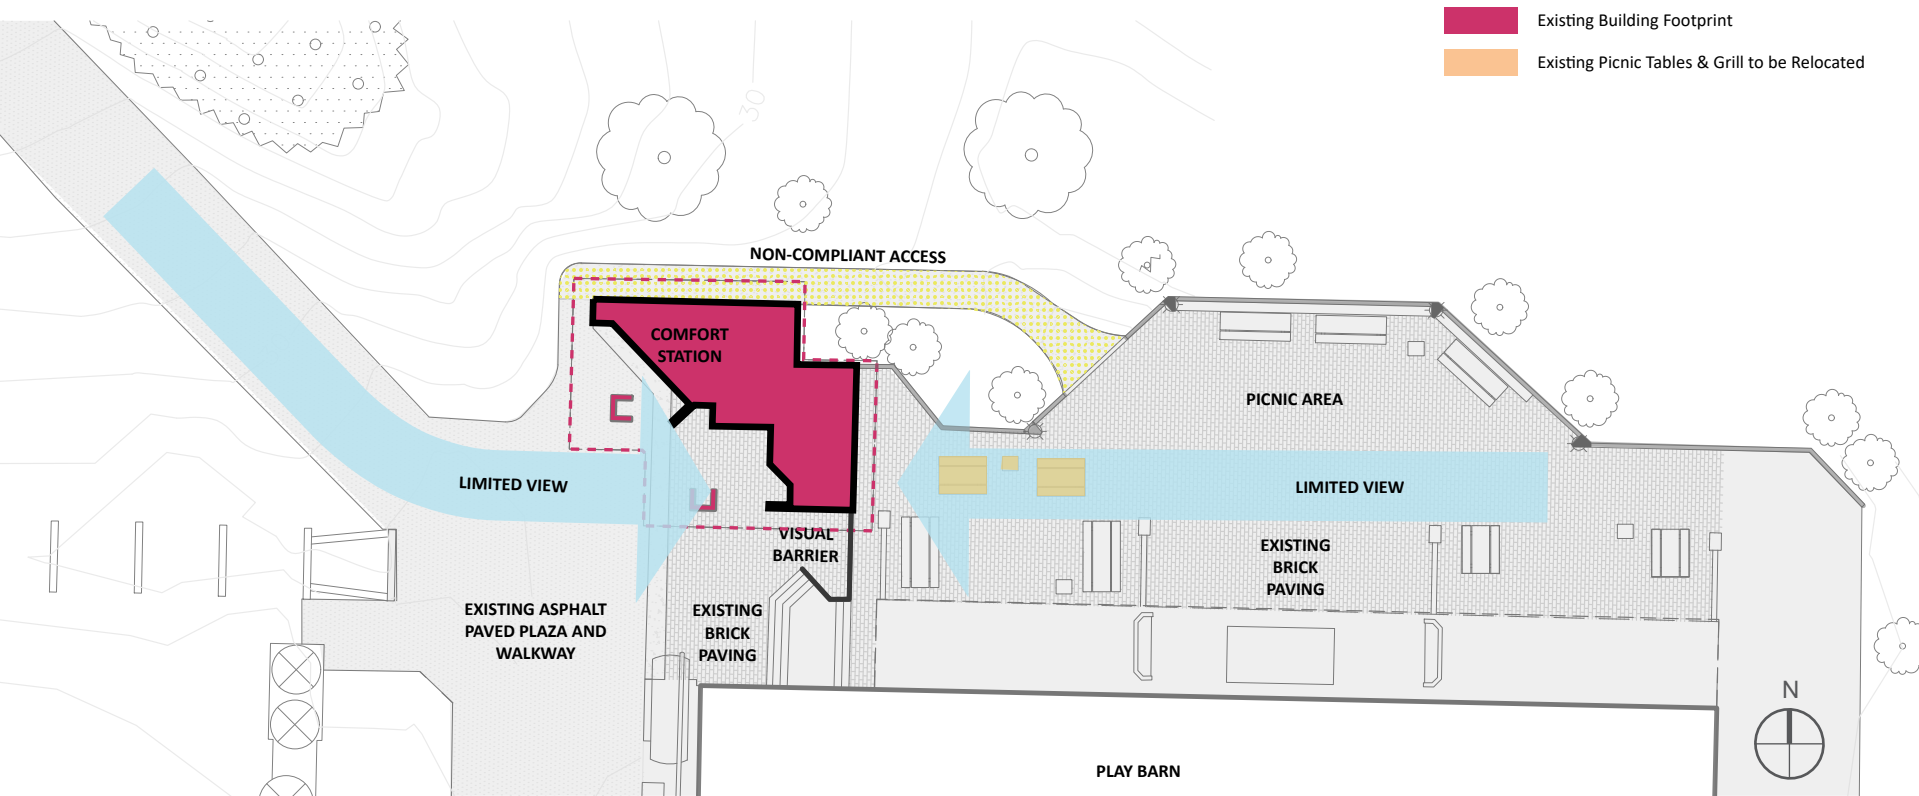 Existing Building Footprint
Existing Picnic Tables & Grill to be Relocated
30
NON-COMPLIANT ACCESS
COMFORT
STATION
PICNIC AREA
LIMITED VIEW
LIMITED VIEW
VISUAL
BARRIER
EXISTING
BRICK
PAVING
EXISTING ASPHALT
PAVED PLAZA AND
WALKWAY
EXISTING
BRICK
PAVING
N
PLAY BARN